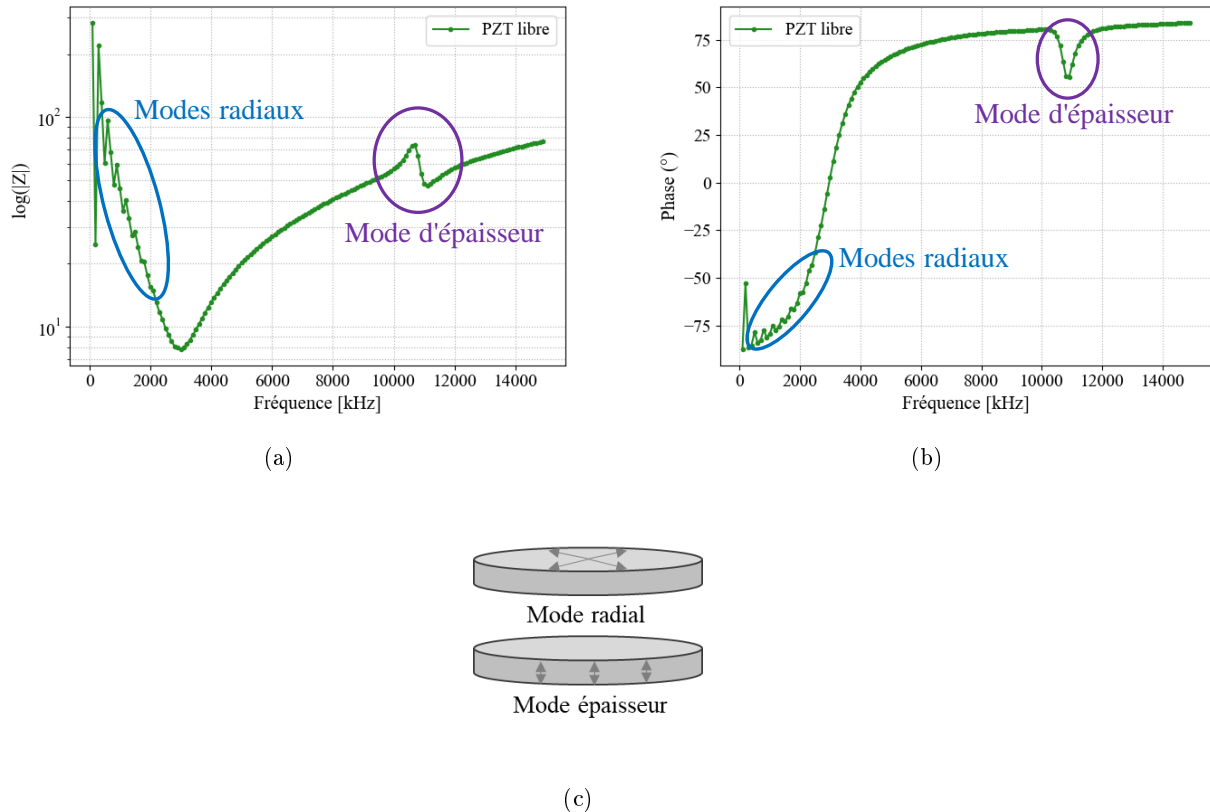 PZT libre
Modes radiaux
Mode d'épaisseur
log(|Z|)
10²
10¹
0 2000 4000 6000 8000 10000 12000 14000
Fréquence [kHz]
(a)
PZT libre
Mode d'épaisseur
Modes radiaux
Phase (°)
75
50
25
0
−25
−50
−75
0 2000 4000 6000 8000 10000 12000 14000
Fréquence [kHz]
(b)
Mode radial
Mode épaisseur
(c)